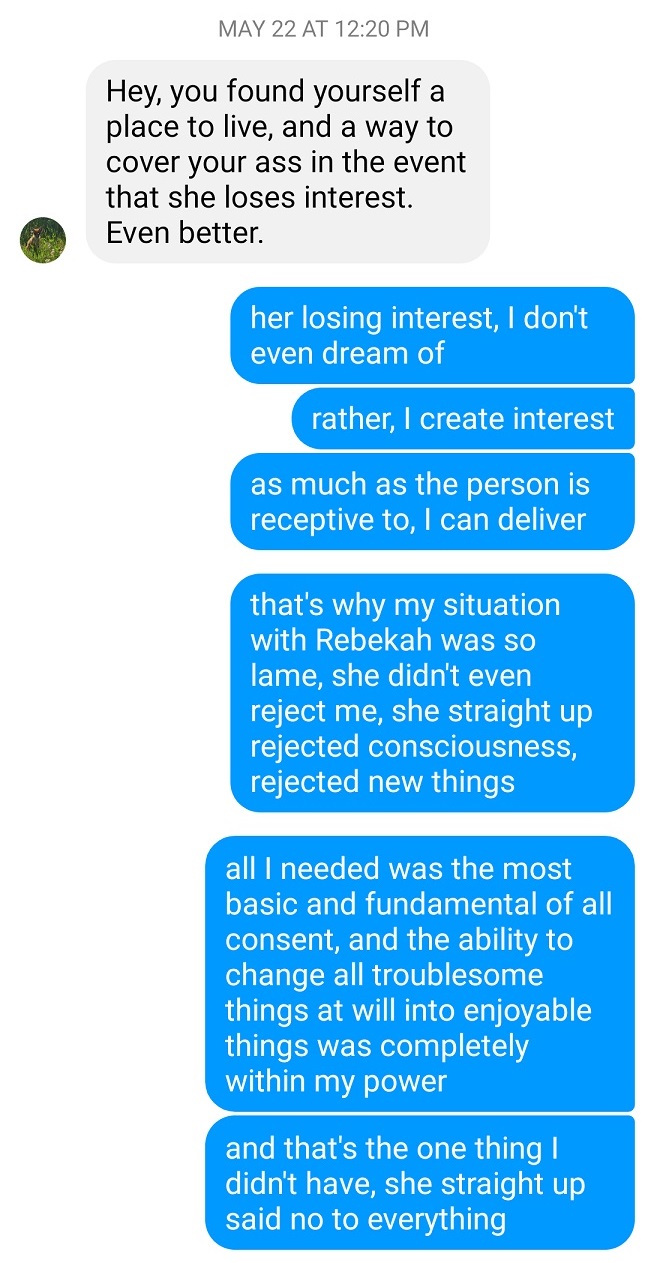 MAY 22 AT 12:20 PM
Hey, you found yourself a
place to live, and a way to
cover your ass in the event
that she loses interest.
Even better.
her losing interest, I don't
even dream of
rather, I create interest
as much as the person is
receptive to, I can deliver
that's why my situation
with Rebekah was so
lame, she didn't even
reject me, she straight up
rejected consciousness,
rejected new things
all I needed was the most
basic and fundamental of all
consent, and the ability to
change all troublesome
things at will into enjoyable
things was completely
within my power
and that's the one thing I
didn't have, she straight up
said no to everything